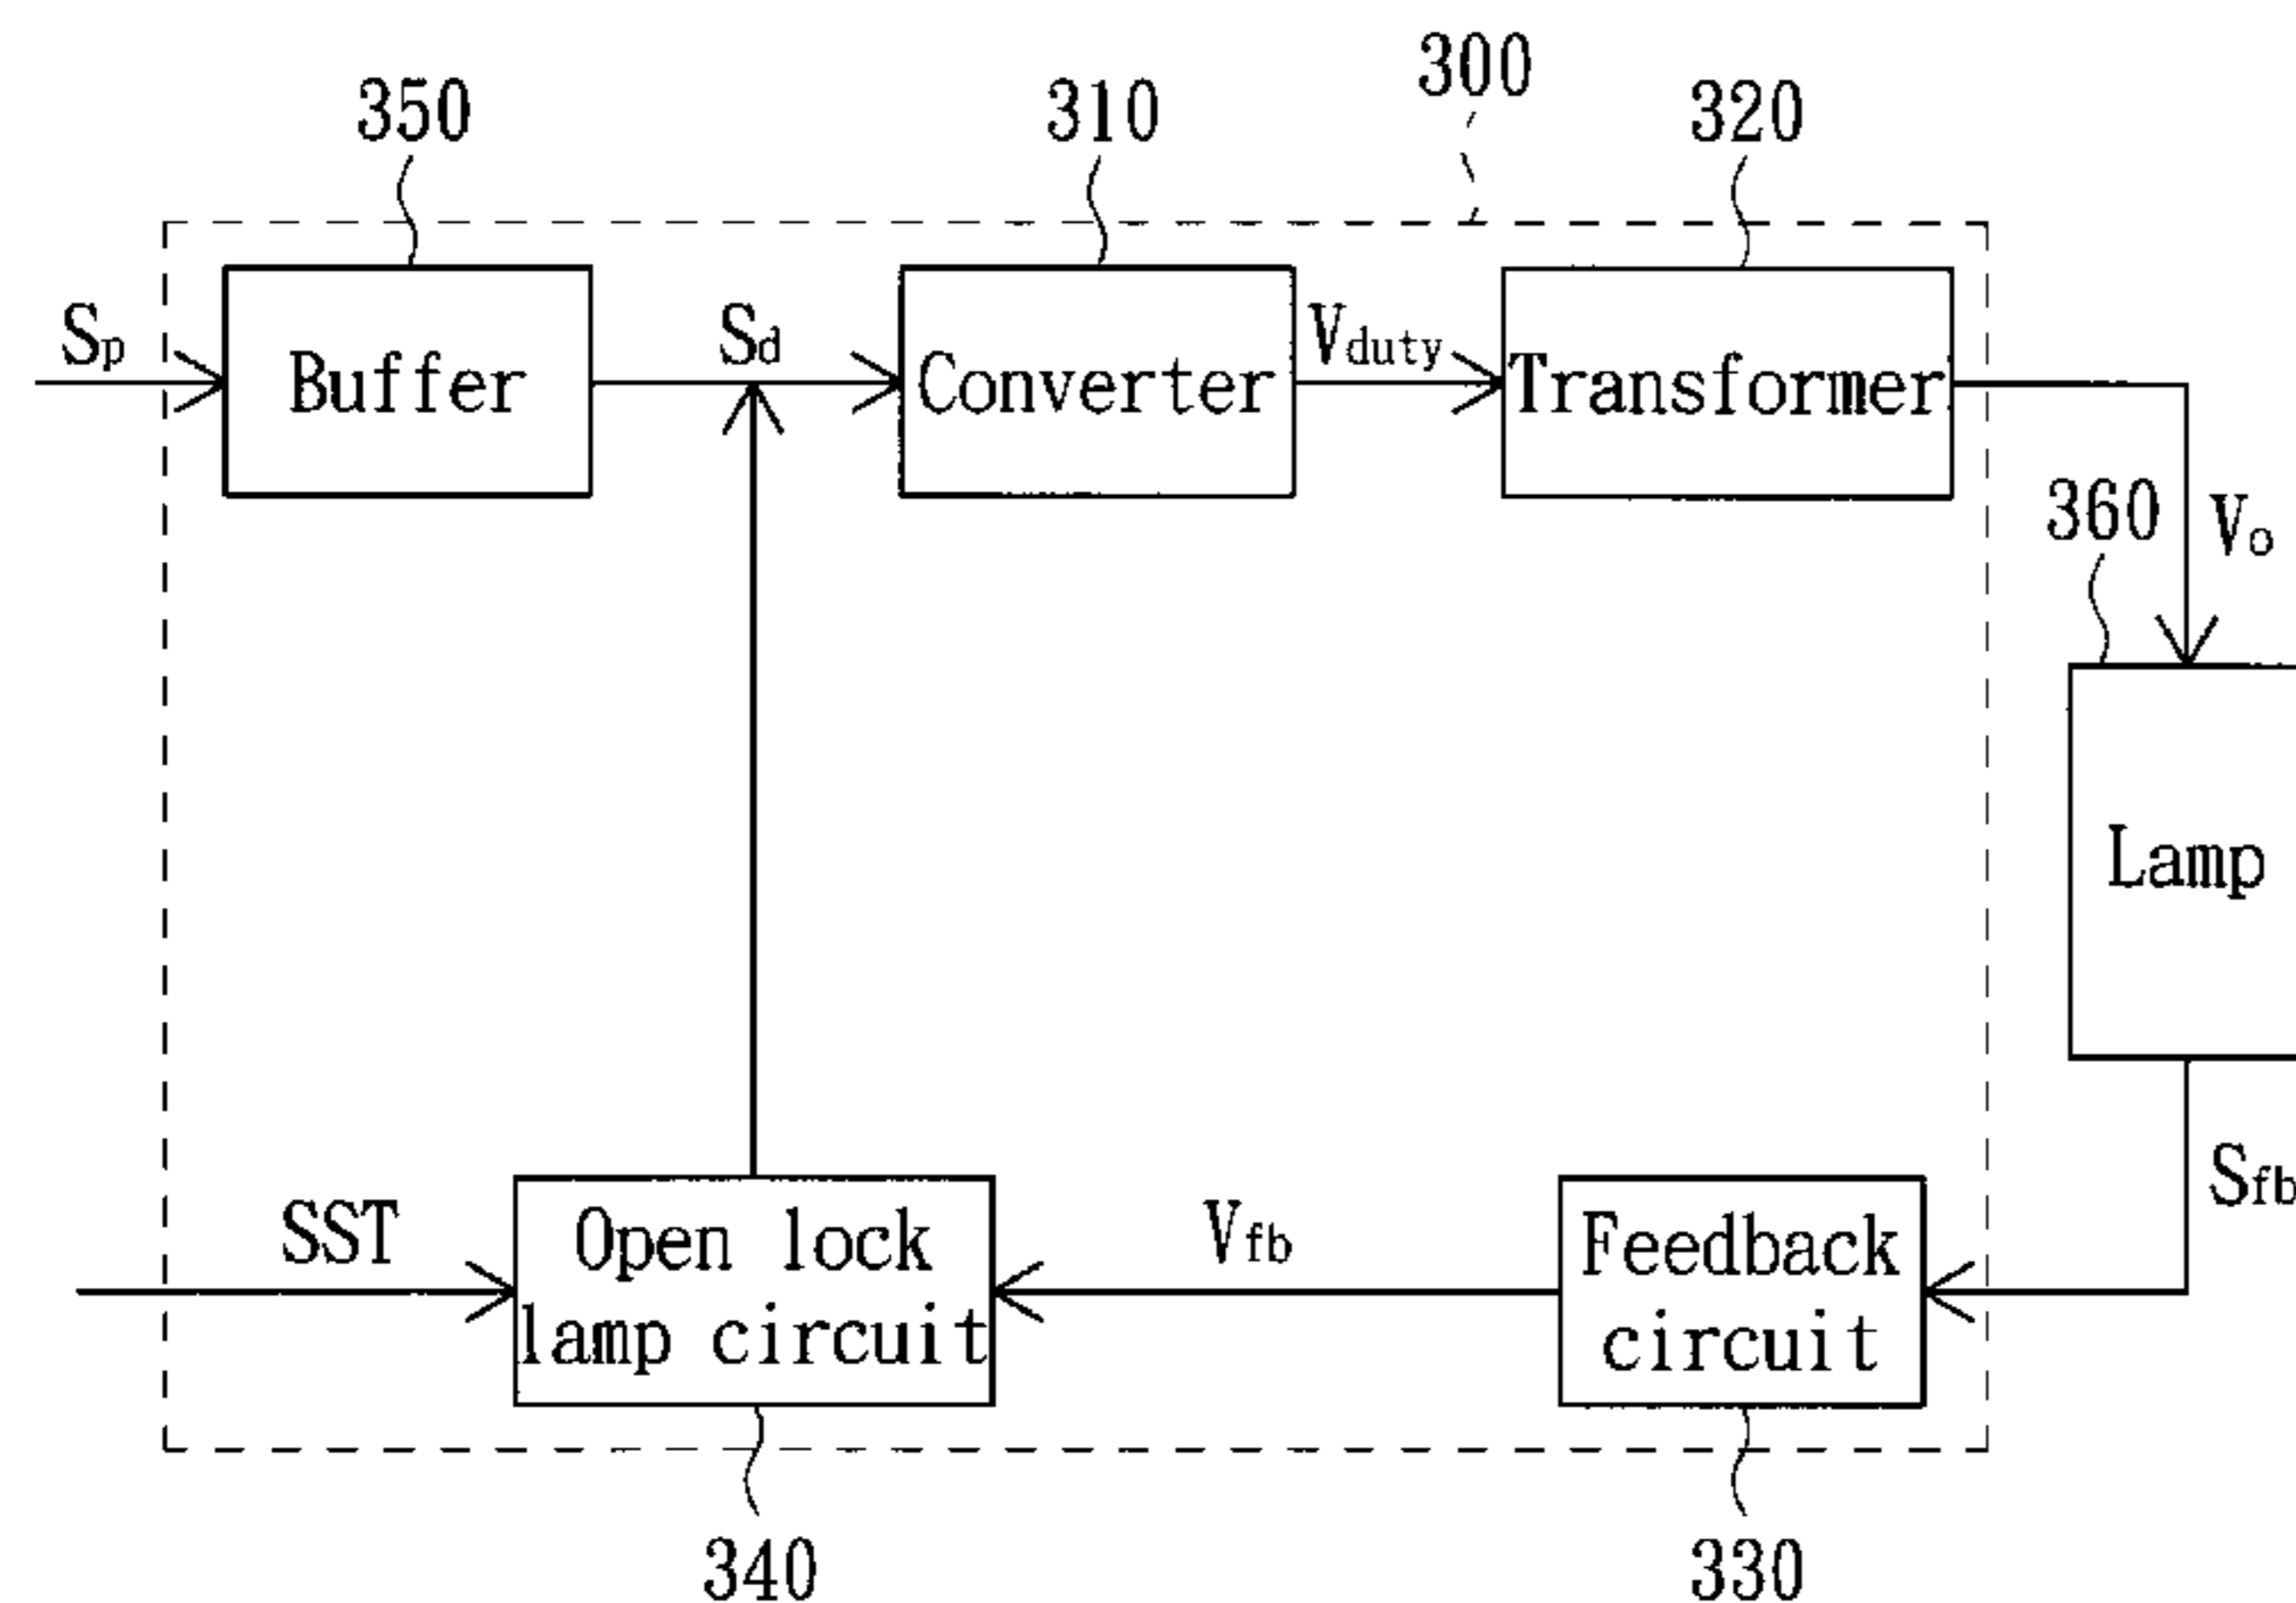 300
350
310
320
Sp
Buffer
Sd
Converter
Vduty
Transformer
360
Vo
Lamp
SST
Open lock
lamp circuit
Vfb
Feedback
circuit
Sfb
340
330